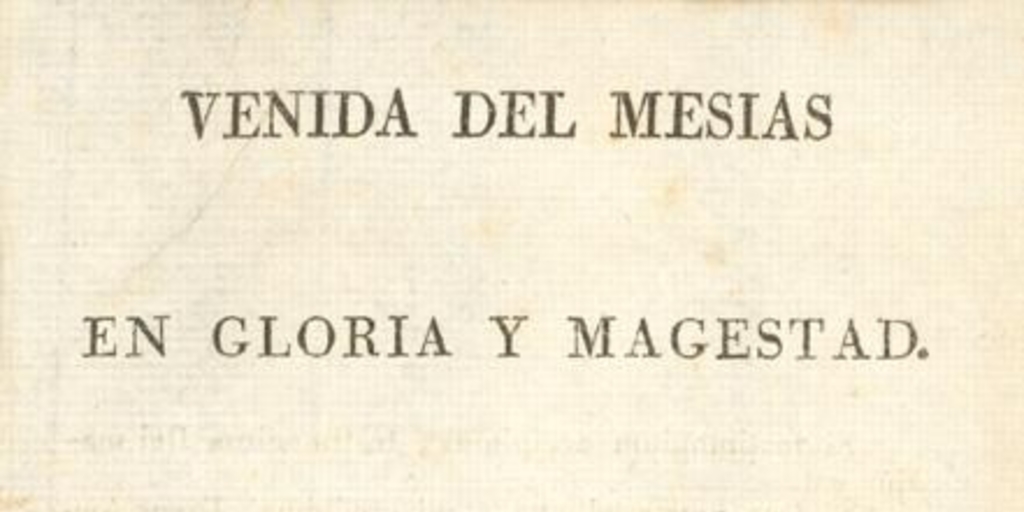 VENIDA DEL MESIAS
EN GLORIA Y MAGESTAD.